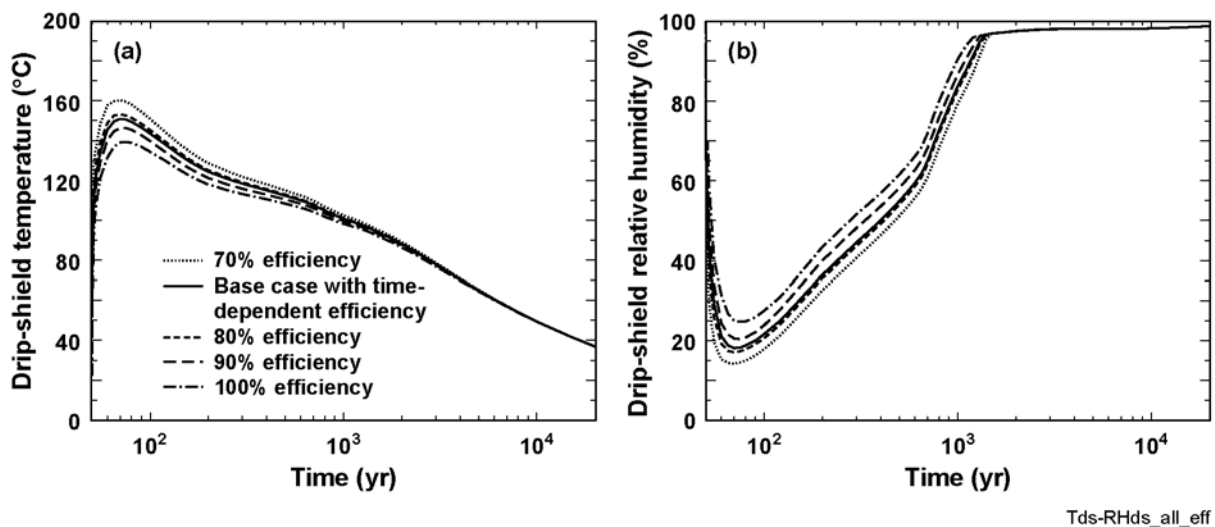 (a)
Drip-shield temperature (°C)
200
160
120
80
40
0
70% efficiency
Base case with time-
dependent efficiency
80% efficiency
90% efficiency
100% efficiency
10²
10³
10⁴
Time (yr)
(b)
Drip-shield relative humidity (%)
100
80
60
40
20
0
10²
10³
10⁴
Time (yr)
Tds-RHds_all_eff